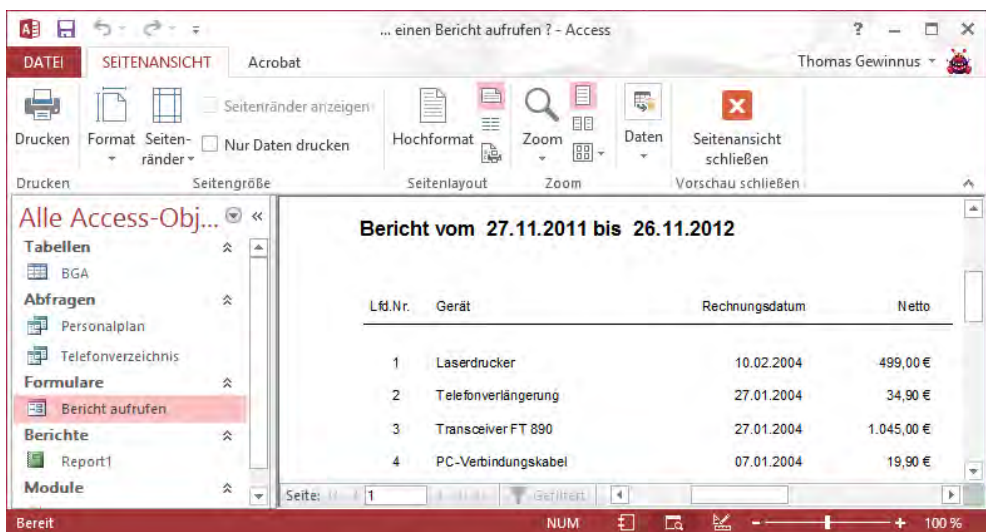 ... einen Bericht aufrufen ? - Access
DATEI SEITENANSICHT Acrobat Thomas Gewinnus
Drucken Format Seiten-ränder Seitenränder anzeigen Nur Daten drucken Hochformat Zoom Daten Seitenansicht schließen
Drucken Seitengröße Seitenlayout Zoom Vorschau schließen
Alle Access-Obj...
Tabellen
BGA
Abfragen
Personalplan
Telefonverzeichnis
Formulare
Bericht aufrufen
Berichte
Report1
Module
Bericht vom 27.11.2011 bis 26.11.2012
Lfd.Nr. Gerät Rechnungsdatum Netto
1 Laserdrucker 10.02.2004 499,00 €
2 Telefonverlängerung 27.01.2004 34,90 €
3 Transceiver FT 890 27.01.2004 1.045,00 €
4 PC-Verbindungskabel 07.01.2004 19,90 €
Seite: 1 Gefiltert
Bereit NUM 100 %